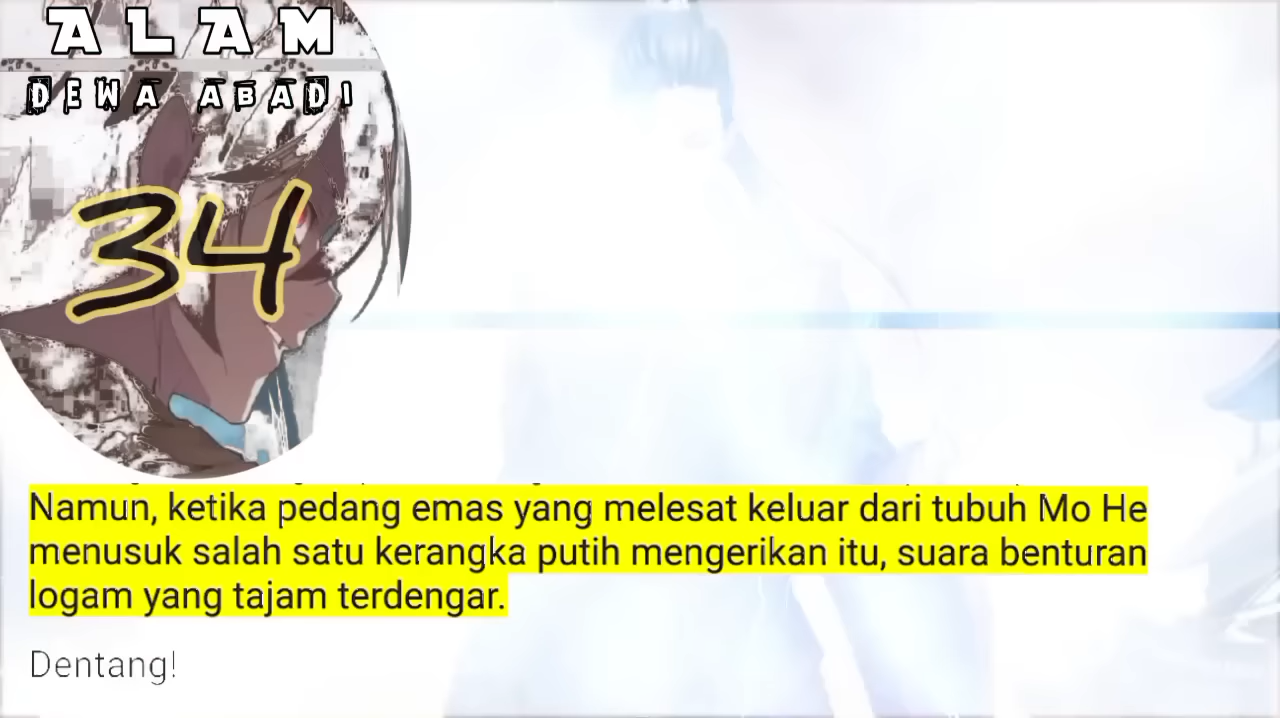 ALAM
DEWA ABADI
34
Namun, ketika pedang emas yang melesat keluar dari tubuh Mo He
menusuk salah satu kerangka putih mengerikan itu, suara benturan
logam yang tajam terdengar.
Dentang!